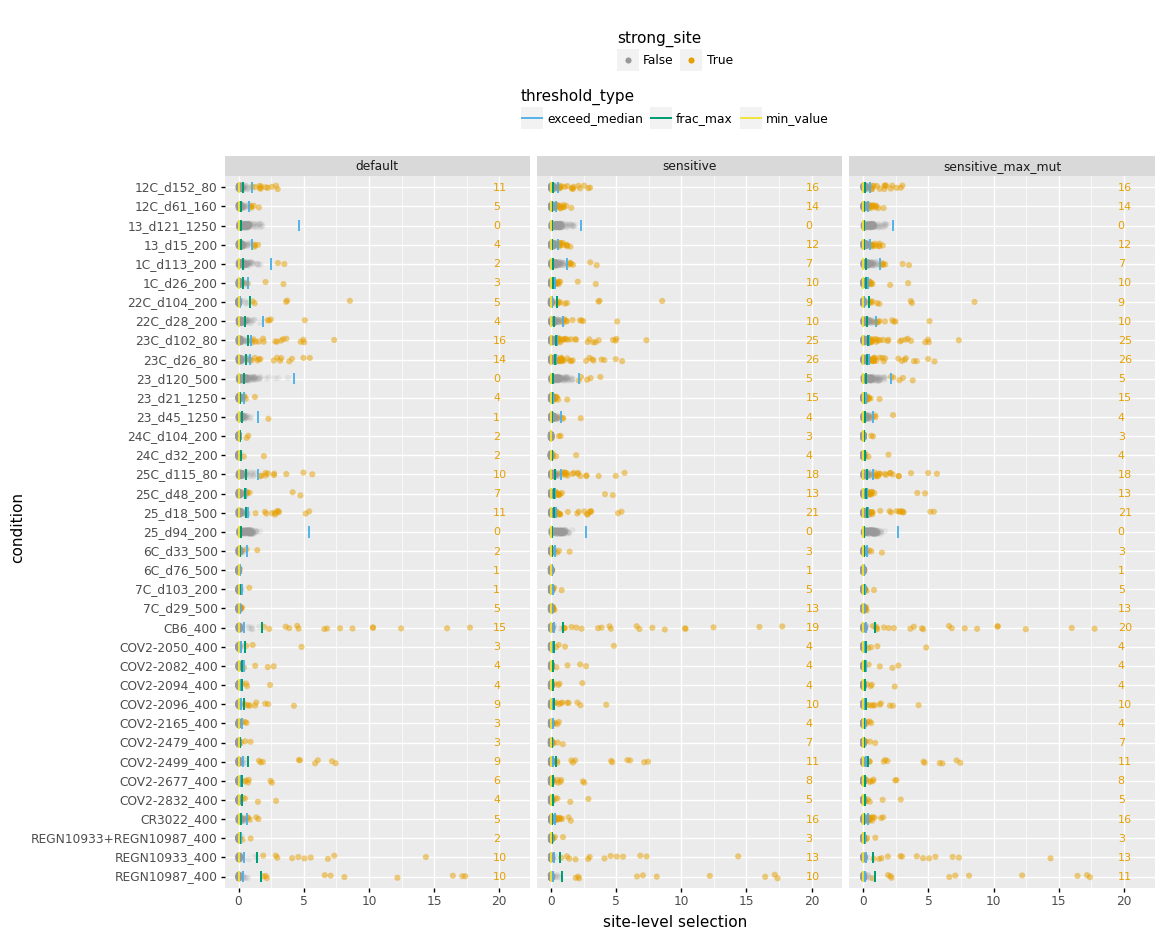 strong_site
False True
threshold_type
exceed_median frac_max min_value
default sensitive sensitive_max_mut
12C_d152_80 11 16 16
12C_d61_160 5 14 14
13_d121_1250 0 0 0
13_d15_200 4 12 12
1C_d113_200 2 7 7
1C_d26_200 3 10 10
22C_d104_200 5 9 9
22C_d28_200 4 10 10
23C_d102_80 16 25 25
23C_d26_80 14 26 26
23_d120_500 0 5 5
23_d21_1250 4 15 15
23_d45_1250 1 4 4
24C_d104_200 2 3 3
24C_d32_200 2 4 4
25C_d115_80 10 18 18
25C_d48_200 7 13 13
25_d18_500 11 21 21
25_d94_200 0 0 0
6C_d33_500 2 3 3
6C_d76_500 1 1 1
7C_d103_200 1 5 5
7C_d29_500 5 13 13
CB6_400 15 19 20
COV2-2050_400 3 4 4
COV2-2082_400 4 4 4
COV2-2094_400 4 4 4
COV2-2096_400 9 10 10
COV2-2165_400 3 4 4
COV2-2479_400 3 7 7
COV2-2499_400 9 11 11
COV2-2677_400 6 8 8
COV2-2832_400 4 5 5
CR3022_400 5 16 16
REGN10933+REGN10987_400 2 3 3
REGN10933_400 10 13 13
REGN10987_400 10 10 11
0 5 10 15 20 0 5 10 15 20 0 5 10 15 20
site-level selection
condition